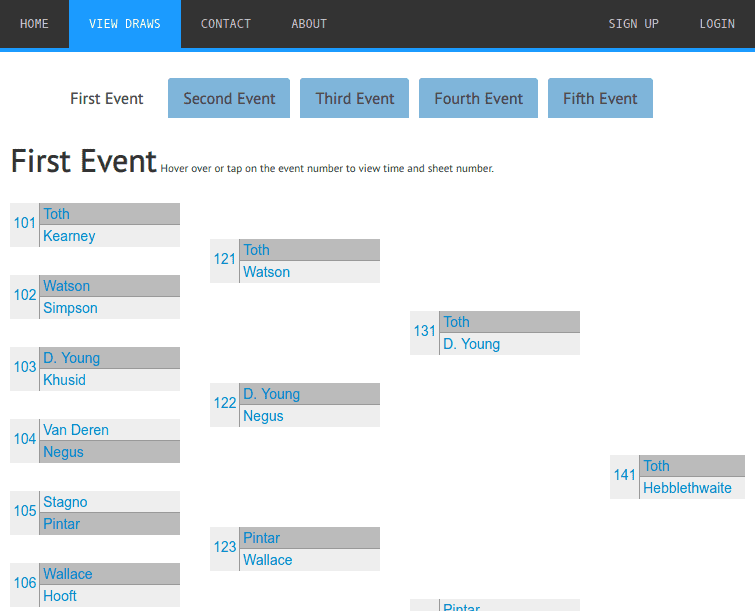 HOME VIEW DRAWS CONTACT ABOUT SIGN UP LOGIN
First Event Second Event Third Event Fourth Event Fifth Event
First Event Hover over or tap on the event number to view time and sheet number.
101 Toth
Kearney
121 Toth
Watson
102 Watson
Simpson
131 Toth
D. Young
103 D. Young
Khusid
122 D. Young
Negus
104 Van Deren
Negus
141 Toth
Hebblethwaite
105 Stagno
Pintar
123 Pintar
Wallace
106 Wallace
Hooft
Pintar